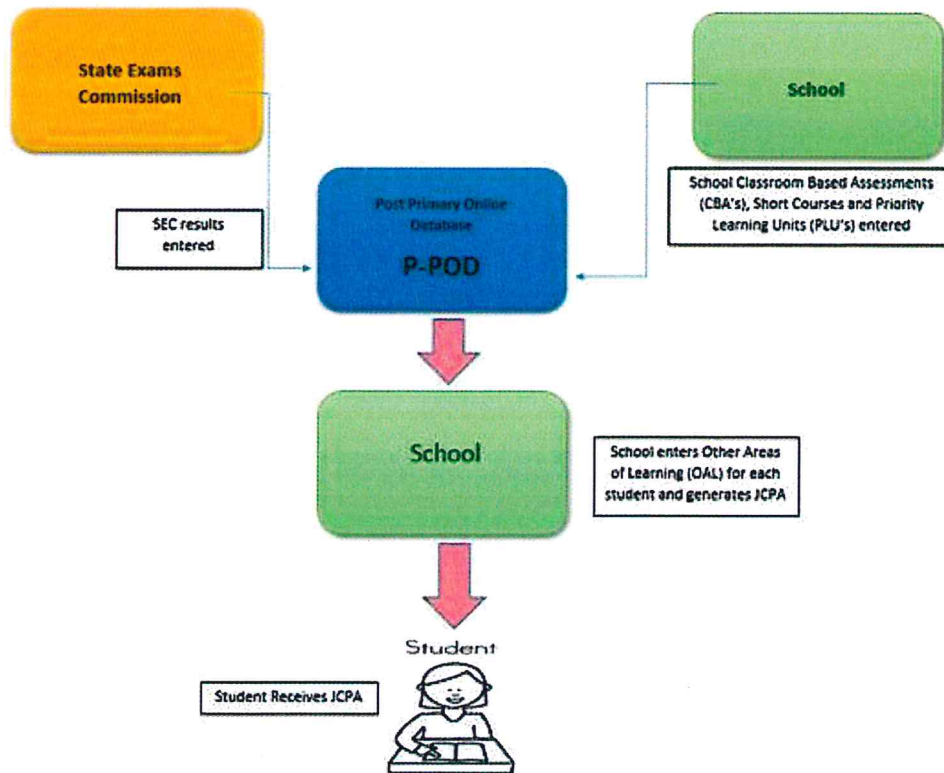 State Exams
Commission
School
School Classroom Based Assessments
(CBA's), Short Courses and Priority
Learning Units (PLU's) entered
Post Primary Online
Database
P-POD
SEC results
entered
School
School enters Other Areas
of Learning (OAL) for each
student and generates JCPA
Student
Student Receives JCPA